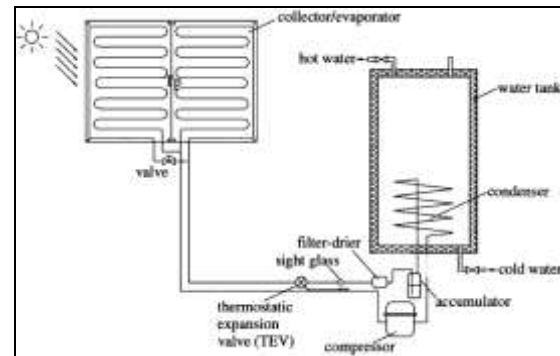 collector/evaporator
hot water
water tank
valve
condenser
filter-drier
sight glass
cold water
thermostatic
expansion
valve (TEV)
accumulator
compressor